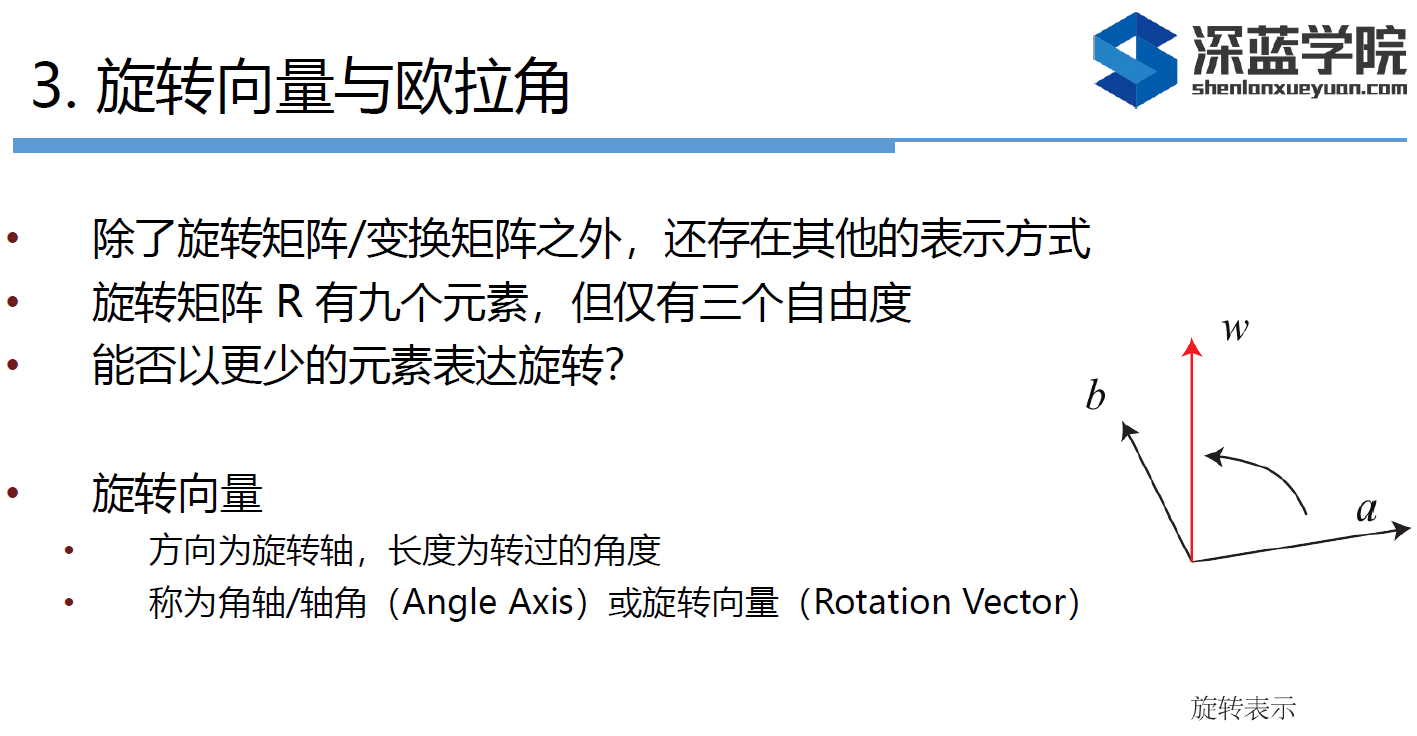 深蓝学院
shenlanxueyuan.com
3. 旋转向量与欧拉角
• 除了旋转矩阵/变换矩阵之外，还存在其他的表示方式
• 旋转矩阵 R 有九个元素，但仅有三个自由度
• 能否以更少的元素表达旋转？
• 旋转向量
• 方向为旋转轴，长度为转过的角度
• 称为角轴/轴角（Angle Axis）或旋转向量（Rotation Vector）
w
b
a
旋转表示